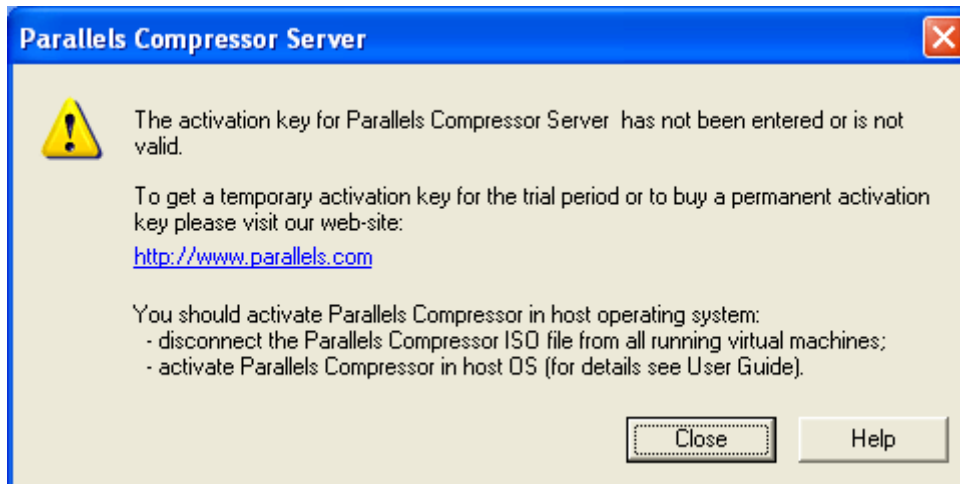 Parallels Compressor Server
The activation key for Parallels Compressor Server has not been entered or is not
valid.
To get a temporary activation key for the trial period or to buy a permanent activation
key please visit our web-site:
http://www.parallels.com
You should activate Parallels Compressor in host operating system:
- disconnect the Parallels Compressor ISO file from all running virtual machines;
- activate Parallels Compressor in host OS (for details see User Guide).
Close Help